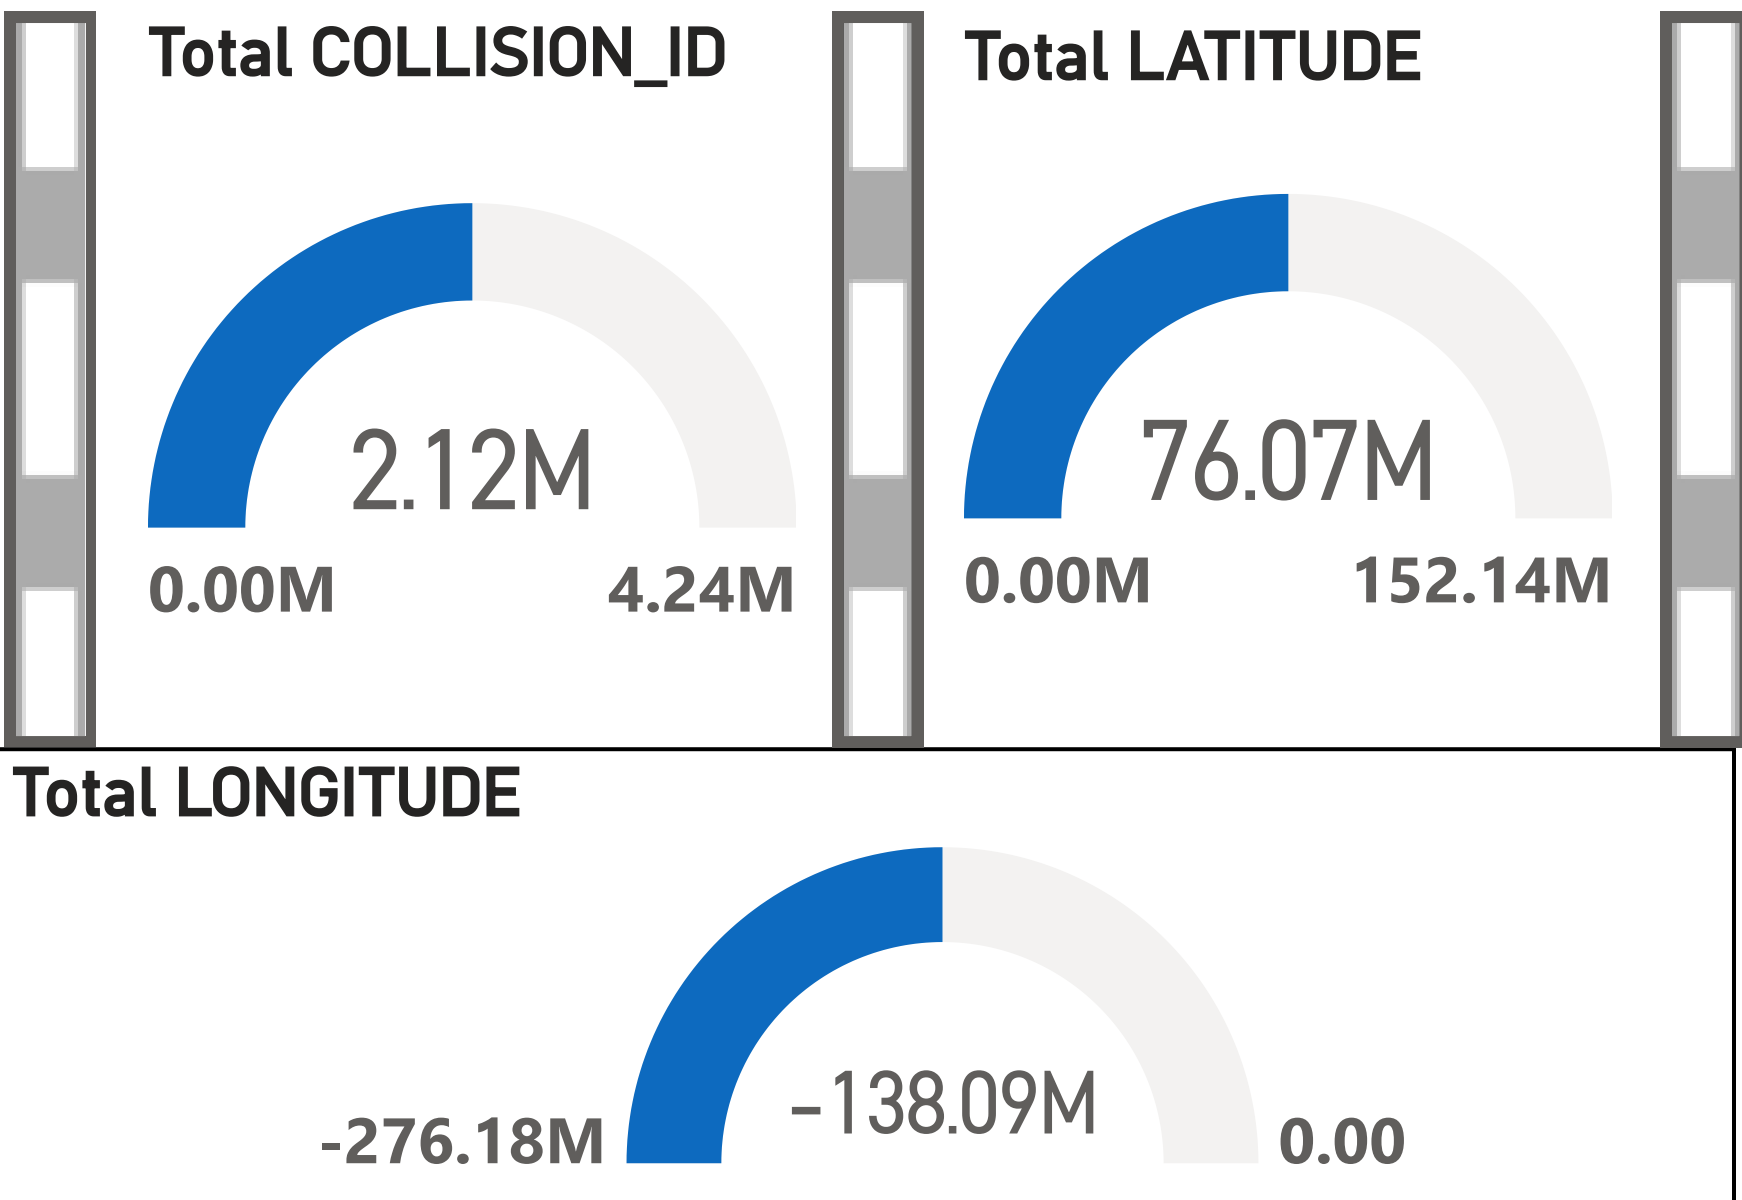 Total COLLISION_ID
2.12M
0.00M 4.24M
Total LATITUDE
76.07M
0.00M 152.14M
Total LONGITUDE
-138.09M
-276.18M 0.00